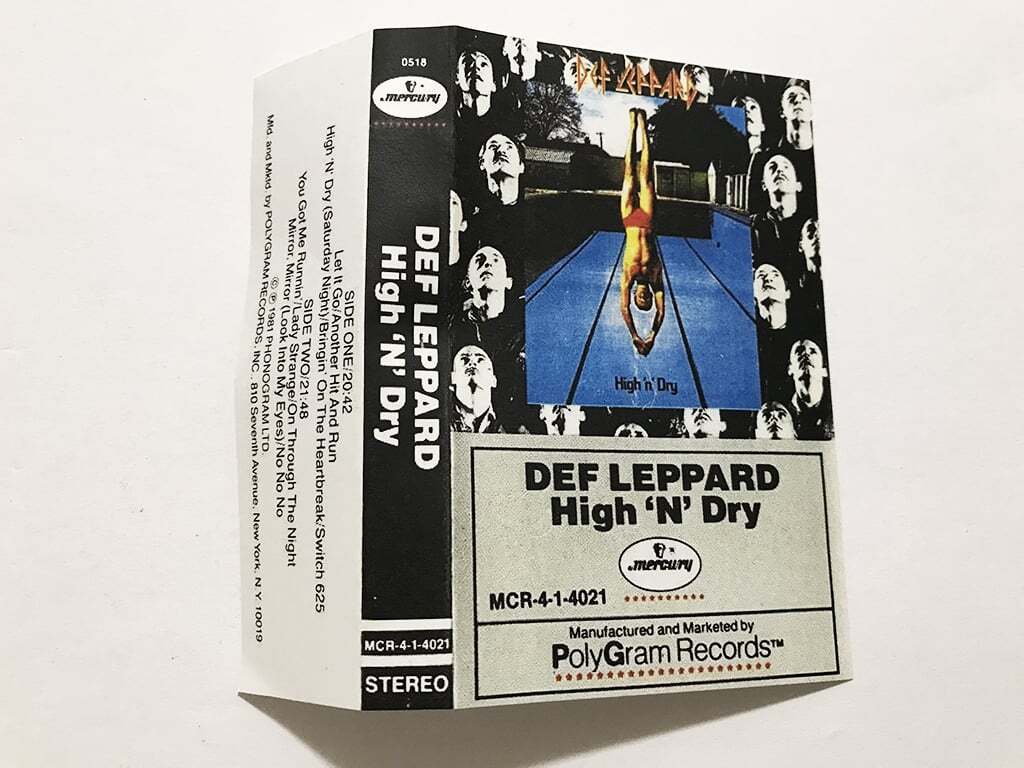 SIDE ONE/20:42
Let It Go/Another Hit And Run
High 'N' Dry (Saturday Night)/Bringin' On The Heartbreak/Switch 625
SIDE TWO/21:48
You Got Me Runnin'/Lady Strange/On Through The Night
Mirror, Mirror (Look Into My Eyes)/No No No
© ℗ 1981 PHONOGRAM LTD.
Mfd. and Mktd. by POLYGRAM RECORDS, INC., 810 Seventh Avenue, New York, N.Y. 10019
0518
mercury
DEF LEPPARD
High 'N' Dry
MCR-4-1-4021
STEREO
DEF LEPPARD
High 'n' Dry
DEF LEPPARD
High 'N' Dry
mercury
MCR-4-1-4021
Manufactured and Marketed by
PolyGram Records™